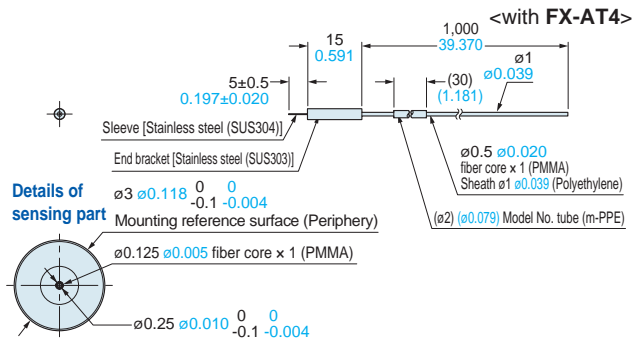 <with FX-AT4>
15
0.591
1,000
39.370
5±0.5
0.197±0.020
(30)
(1.181)
ø1
ø0.039
Sleeve [Stainless steel (SUS304)]
End bracket [Stainless steel (SUS303)]
ø0.5 ø0.020
fiber core × 1 (PMMA)
Sheath ø1 ø0.039 (Polyethylene)
(ø2) (ø0.079) Model No. tube (m-PPE)
Details of
sensing part
ø3 ø0.118 0 0
-0.1 -0.004
Mounting reference surface (Periphery)
ø0.125 ø0.005 fiber core × 1 (PMMA)
ø0.25 ø0.010 0 0
-0.1 -0.004